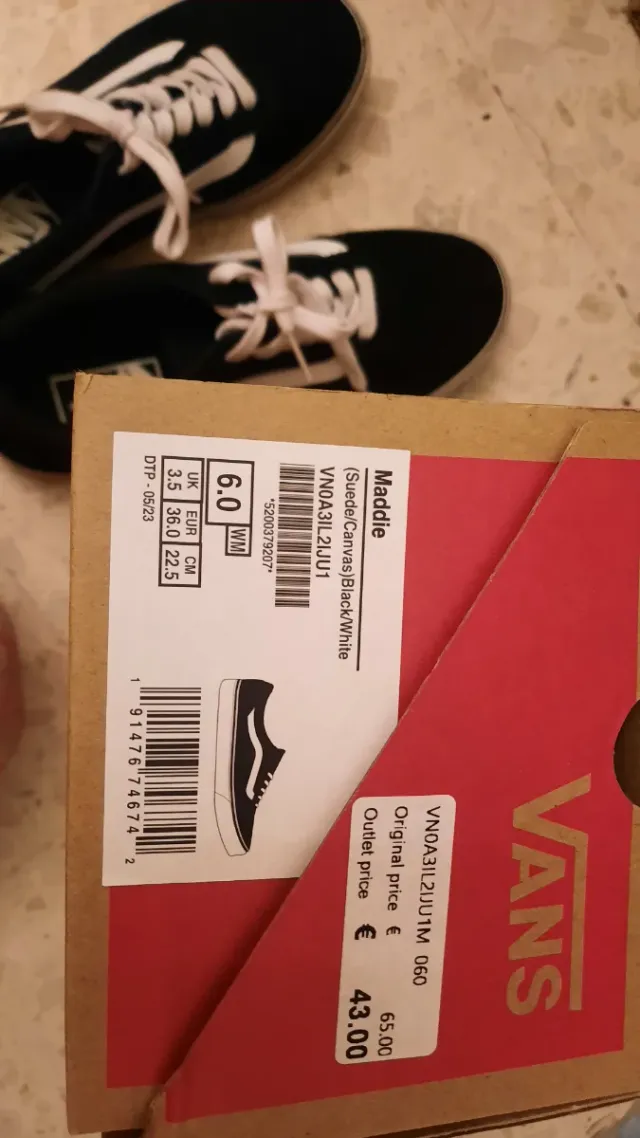 Maddie
(Suede/Canvas)Black/White
VN0A3IL2IJU1
*5200379207*
6.0 WM
UK EUR CM
3.5 36.0 22.5
DTP - 05/23
1 91476 74674 2
VANS
VN0A3IL2IJU1M 060
Original price € 65.00
Outlet price € 43.00